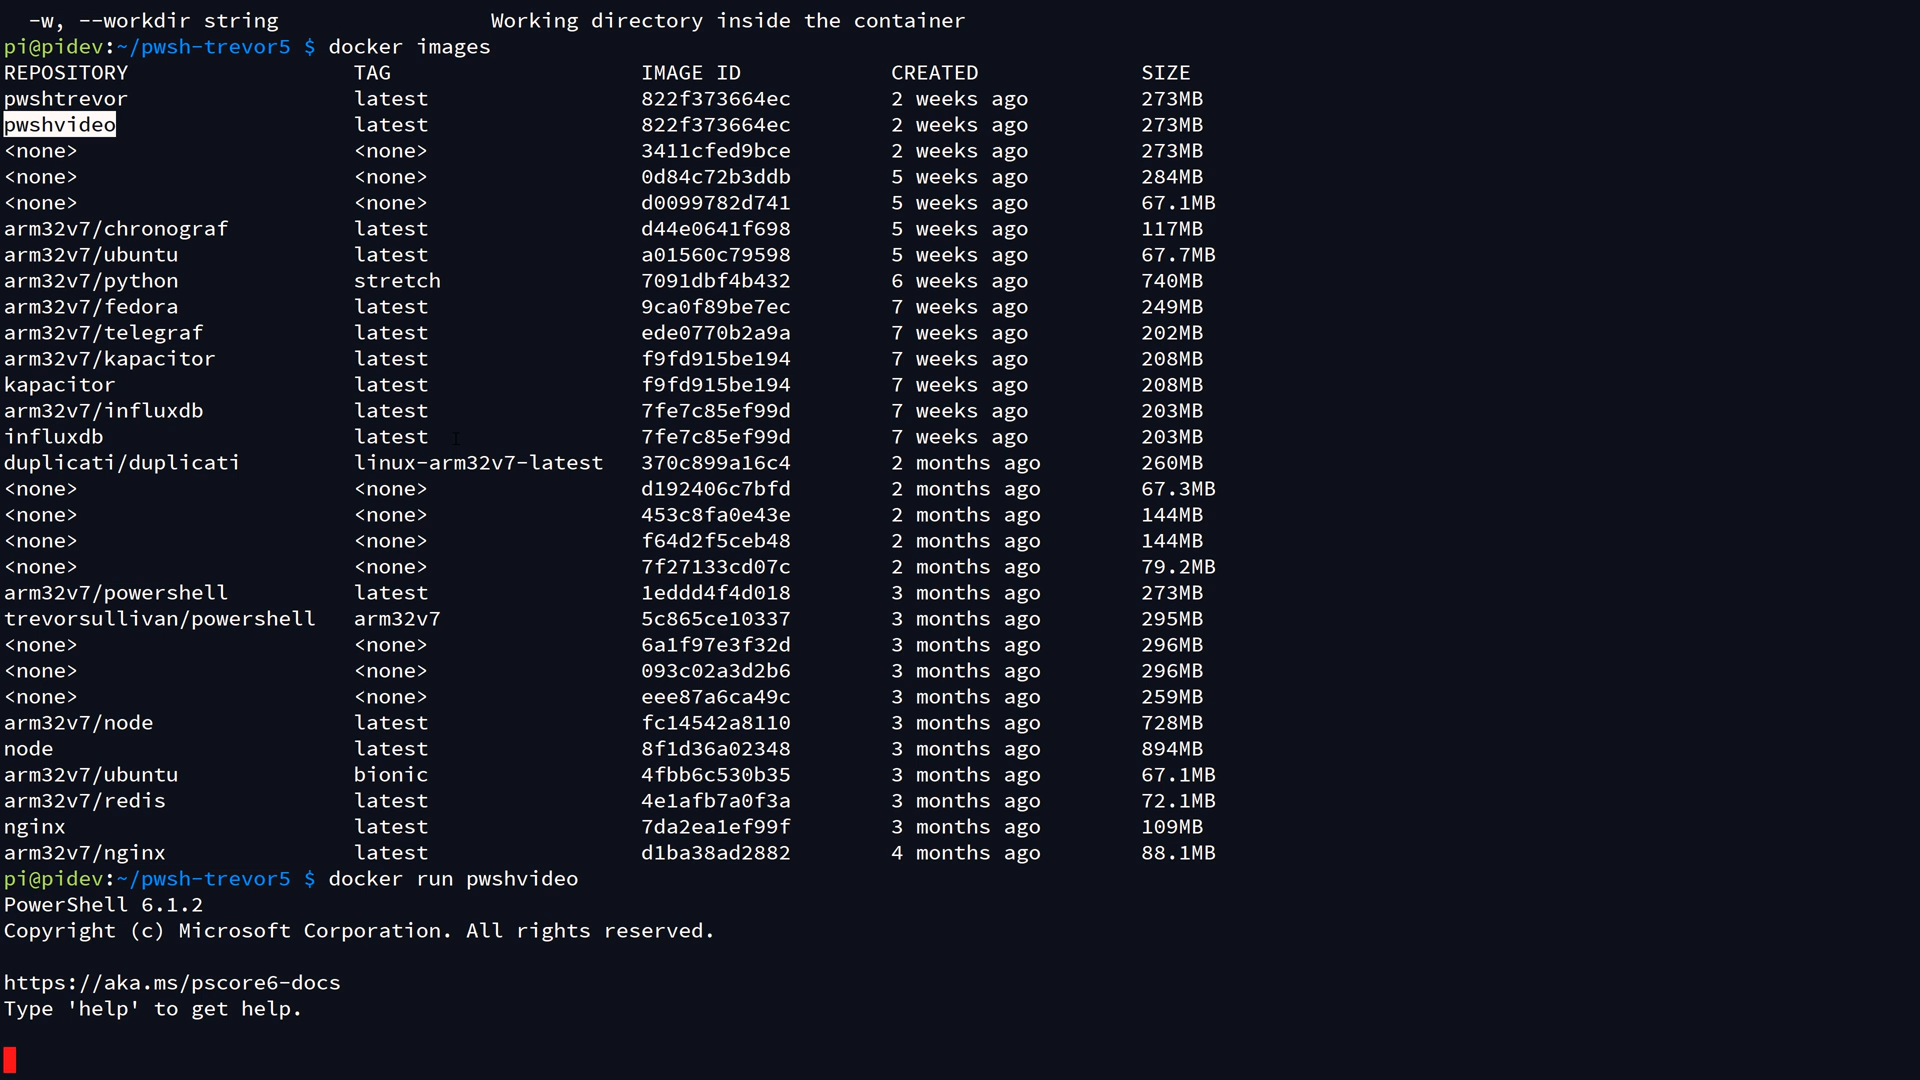 -w, --workdir string                 Working directory inside the container
pi@pidev:~/pwsh-trevor5 $ docker images
REPOSITORY                  TAG                    IMAGE ID            CREATED             SIZE
pwshtrevor                  latest                 822f373664ec        2 weeks ago         273MB
pwshvideo                   latest                 822f373664ec        2 weeks ago         273MB
<none>                      <none>                 3411cfed9bce        2 weeks ago         273MB
<none>                      <none>                 0d84c72b3ddb        5 weeks ago         284MB
<none>                      <none>                 d0099782d741        5 weeks ago         67.1MB
arm32v7/chronograf          latest                 d44e0641f698        5 weeks ago         117MB
arm32v7/ubuntu              latest                 a01560c79598        5 weeks ago         67.7MB
arm32v7/python              stretch                7091dbf4b432        6 weeks ago         740MB
arm32v7/fedora              latest                 9ca0f89be7ec        7 weeks ago         249MB
arm32v7/telegraf            latest                 ede0770b2a9a        7 weeks ago         202MB
arm32v7/kapacitor           latest                 f9fd915be194        7 weeks ago         208MB
kapacitor                   latest                 f9fd915be194        7 weeks ago         208MB
arm32v7/influxdb            latest                 7fe7c85ef99d        7 weeks ago         203MB
influxdb                    latest                 7fe7c85ef99d        7 weeks ago         203MB
duplicati/duplicati         linux-arm32v7-latest   370c899a16c4        2 months ago        260MB
<none>                      <none>                 d192406c7bfd        2 months ago        67.3MB
<none>                      <none>                 453c8fa0e43e        2 months ago        144MB
<none>                      <none>                 f64d2f5ceb48        2 months ago        144MB
<none>                      <none>                 7f27133cd07c        2 months ago        79.2MB
arm32v7/powershell          latest                 1eddd4f4d018        3 months ago        273MB
trevorsullivan/powershell   arm32v7                5c865ce10337        3 months ago        295MB
<none>                      <none>                 6a1f97e3f32d        3 months ago        296MB
<none>                      <none>                 093c02a3d2b6        3 months ago        296MB
<none>                      <none>                 eee87a6ca49c        3 months ago        259MB
arm32v7/node                latest                 fc14542a8110        3 months ago        728MB
node                        latest                 8f1d36a02348        3 months ago        894MB
arm32v7/ubuntu              bionic                 4fbb6c530b35        3 months ago        67.1MB
arm32v7/redis               latest                 4e1afb7a0f3a        3 months ago        72.1MB
nginx                       latest                 7da2ea1ef99f        3 months ago        109MB
arm32v7/nginx               latest                 d1ba38ad2882        4 months ago        88.1MB
pi@pidev:~/pwsh-trevor5 $ docker run pwshvideo
PowerShell 6.1.2
Copyright (c) Microsoft Corporation. All rights reserved.
https://aka.ms/pscore6-docs
Type 'help' to get help.